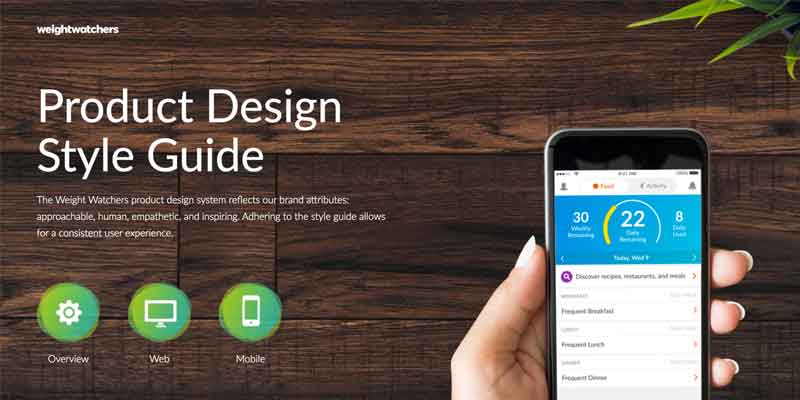 weightwatchers
Product Design
Style Guide
The Weight Watchers product design system reflects our brand attributes:
approachable, human, empathetic, and inspiring. Adhering to the style guide allows
for a consistent user experience.
Overview
Web
Mobile
9:41 AM
100%
Food
Activity
30
Weekly
Remaining
22
Daily
Remaining
8
Daily
Used
Today, Wed 9
Discover recipes, restaurants, and meals
BREAKFAST
Frequent Breakfast
LUNCH
Frequent Lunch
DINNER
Frequent Dinner